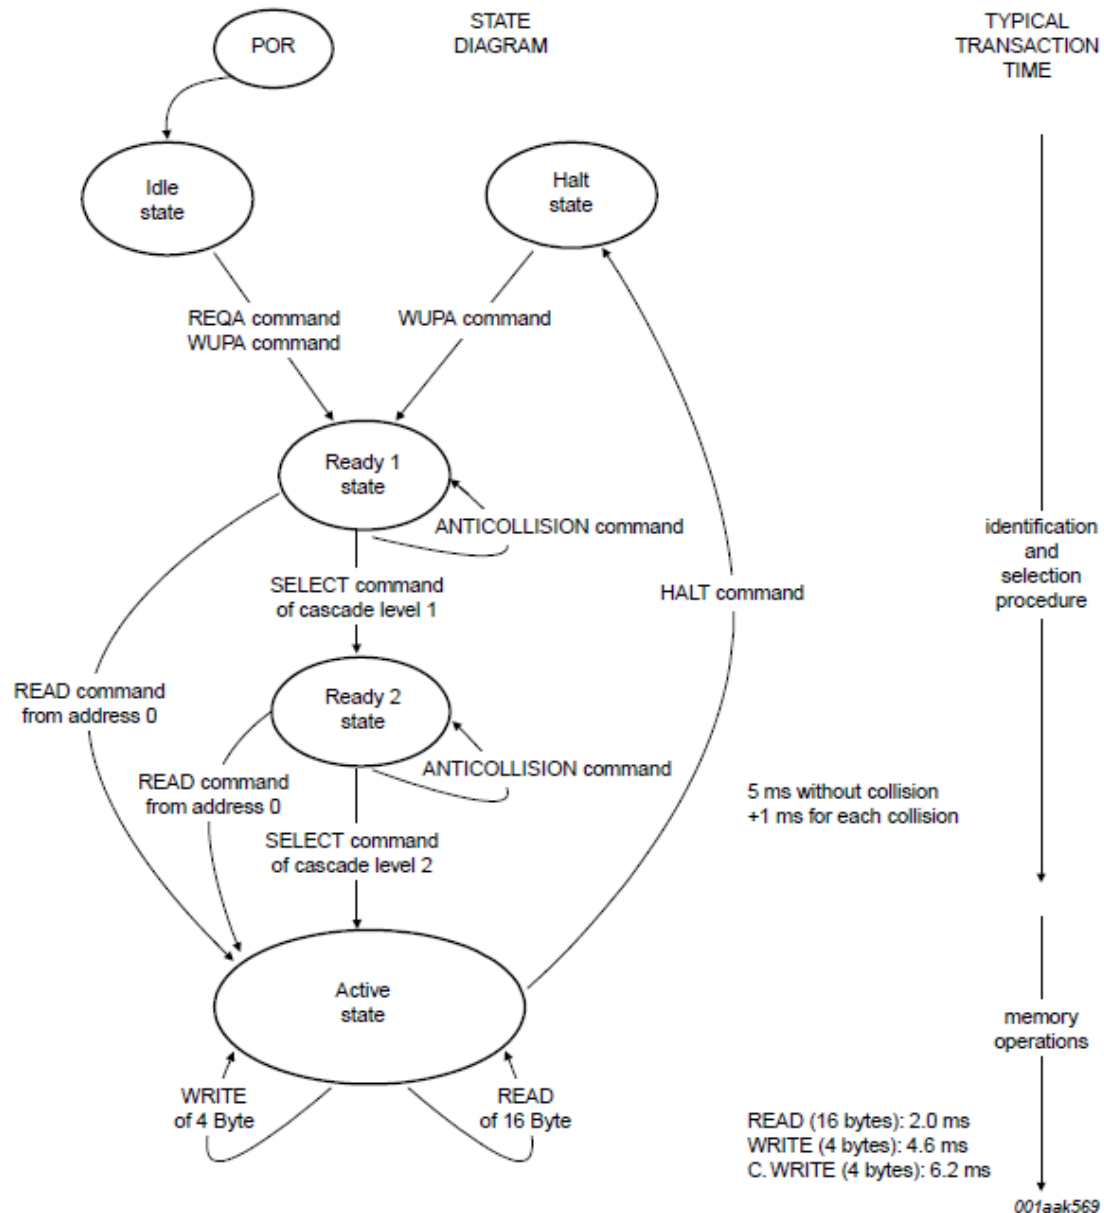 STATE
DIAGRAM
TYPICAL
TRANSACTION
TIME
POR
Idle
state
Halt
state
REQA command
WUPA command
WUPA command
Ready 1
state
ANTICOLLISION command
identification
and
selection
procedure
SELECT command
of cascade level 1
HALT command
READ command
from address 0
Ready 2
state
ANTICOLLISION command
READ command
from address 0
5 ms without collision
+1 ms for each collision
SELECT command
of cascade level 2
Active
state
memory
operations
WRITE
of 4 Byte
READ
of 16 Byte
READ (16 bytes): 2.0 ms
WRITE (4 bytes): 4.6 ms
C. WRITE (4 bytes): 6.2 ms
001aak569